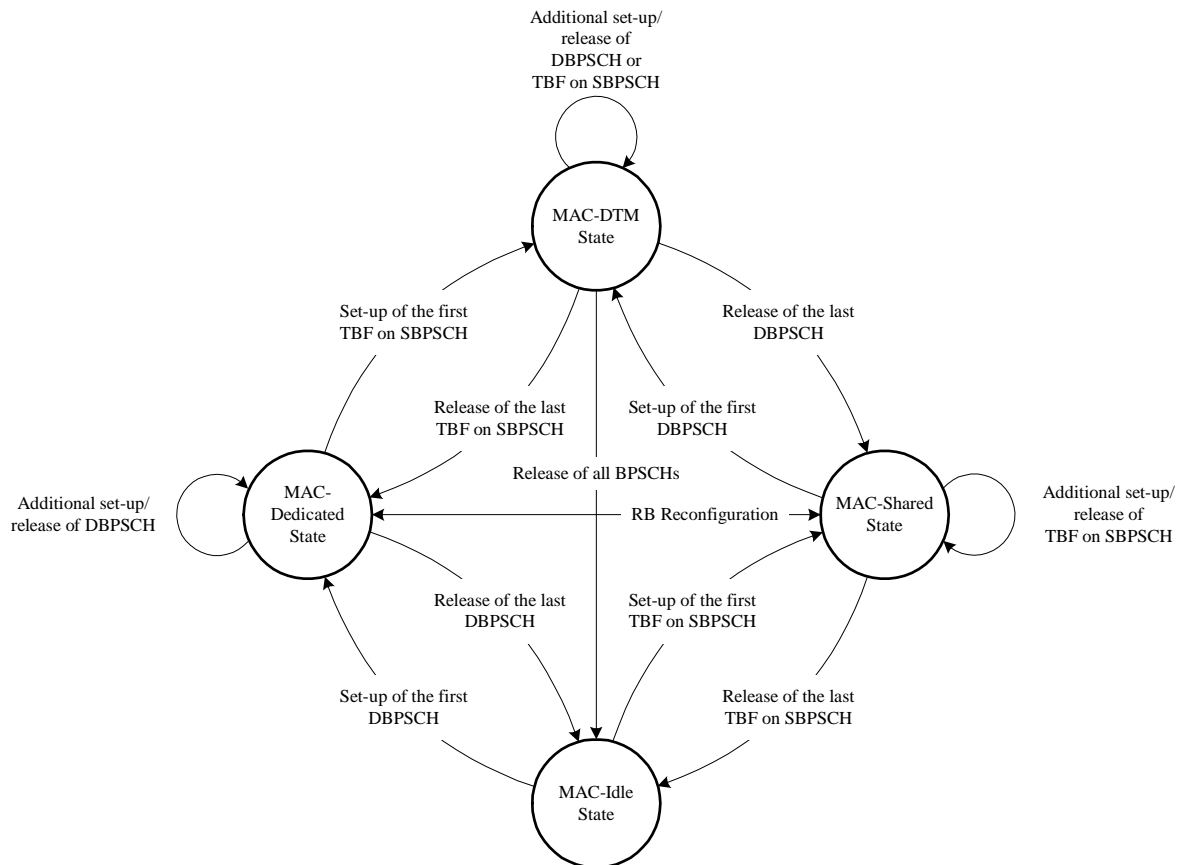 Additional set-up/
release of
DBPSCH or
TBF on SBPSCH
MAC-DTM
State
Set-up of the first
TBF on SBPSCH
Release of the last
DBPSCH
Release of the last
TBF on SBPSCH
Set-up of the first
DBPSCH
Release of all BPSCHs
Additional set-up/
release of DBPSCH
MAC-
Dedicated
State
RB Reconfiguration
MAC-Shared
State
Additional set-up/
release of
TBF on SBPSCH
Release of the last
DBPSCH
Set-up of the first
TBF on SBPSCH
Set-up of the first
DBPSCH
Release of the last
TBF on SBPSCH
MAC-Idle
State